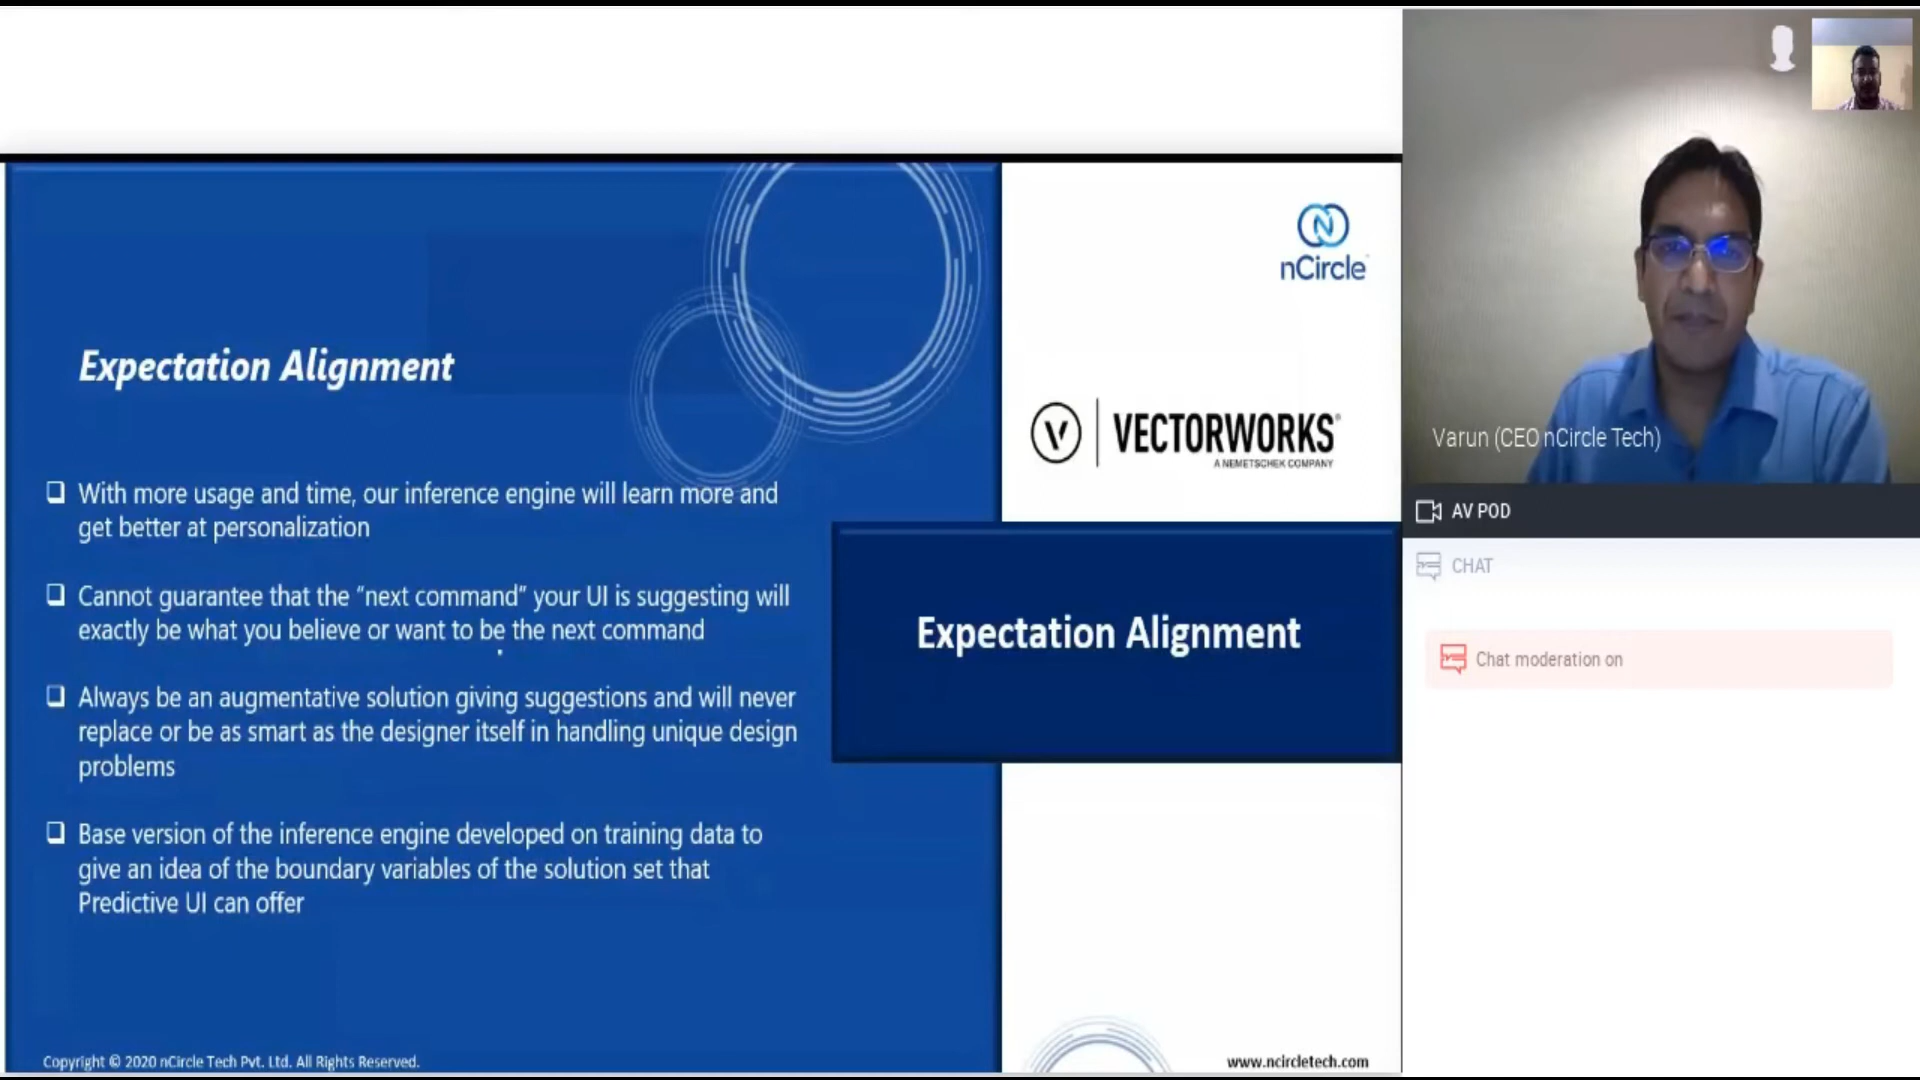 Expectation Alignment
With more usage and time, our inference engine will learn more and
get better at personalization
Cannot guarantee that the “next command” your UI is suggesting will
exactly be what you believe or want to be the next command
Always be an augmentative solution giving suggestions and will never
replace or be as smart as the designer itself in handling unique design
problems
Base version of the inference engine developed on training data to
give an idea of the boundary variables of the solution set that
Predictive UI can offer
Copyright © 2020 nCircle Tech Pvt. Ltd. All Rights Reserved.
nCircle
V
VECTORWORKS®
A NEMETSCHEK COMPANY
Expectation Alignment
www.ncircletech.com
Varun (CEO nCircle Tech)
AV POD
CHAT
Chat moderation on